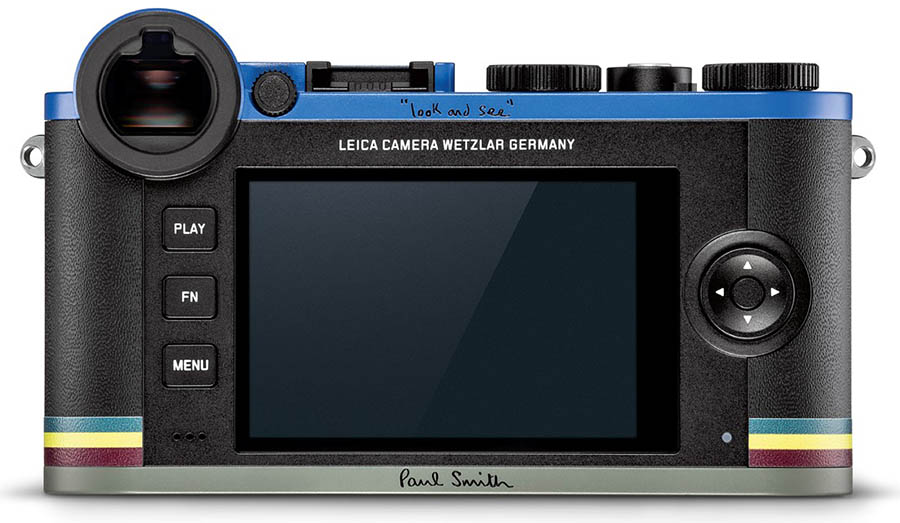 "look and see."
LEICA CAMERA WETZLAR GERMANY
PLAY
FN
MENU
Paul Smith